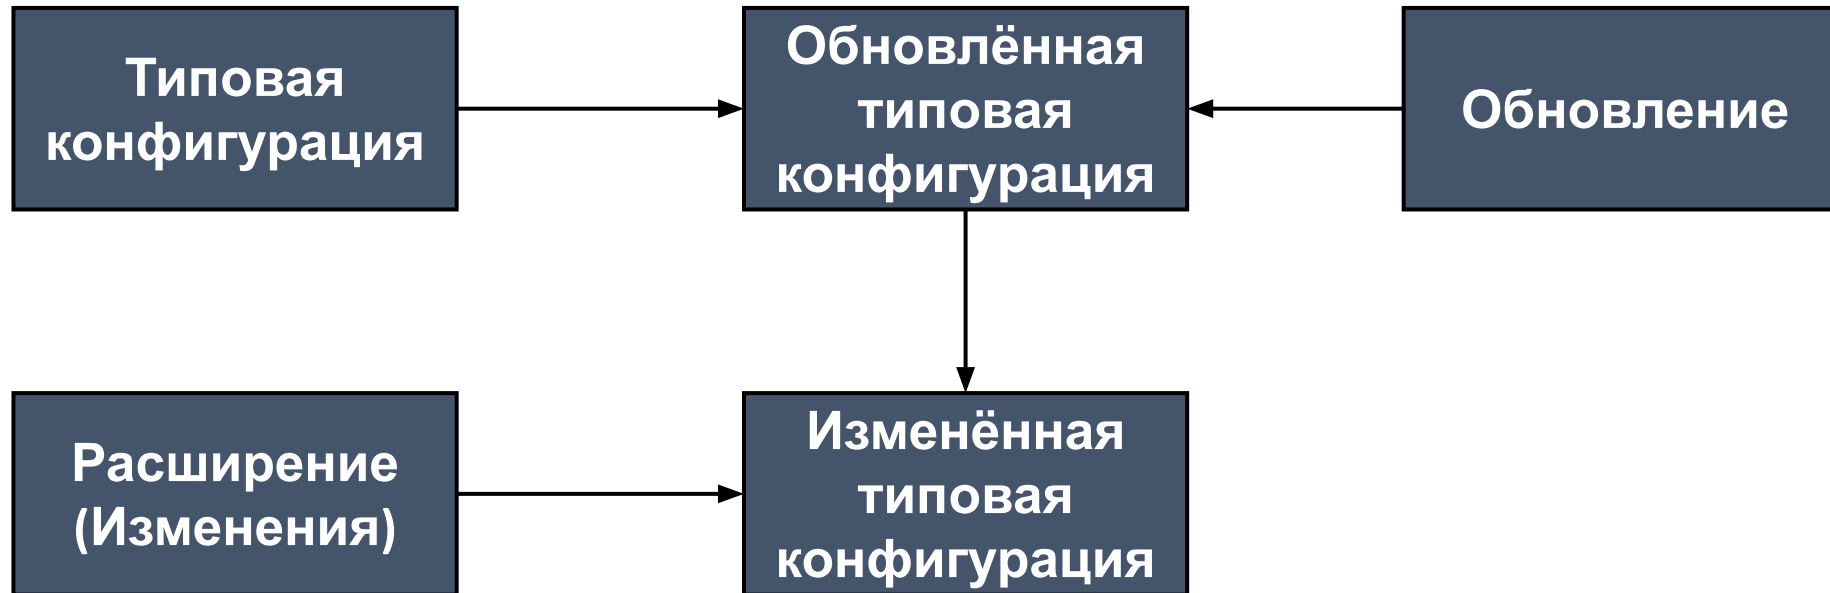 Типовая
конфигурация
Обновлённая
типовая
конфигурация
Обновление
Расширение
(Изменения)
Изменённая
типовая
конфигурация